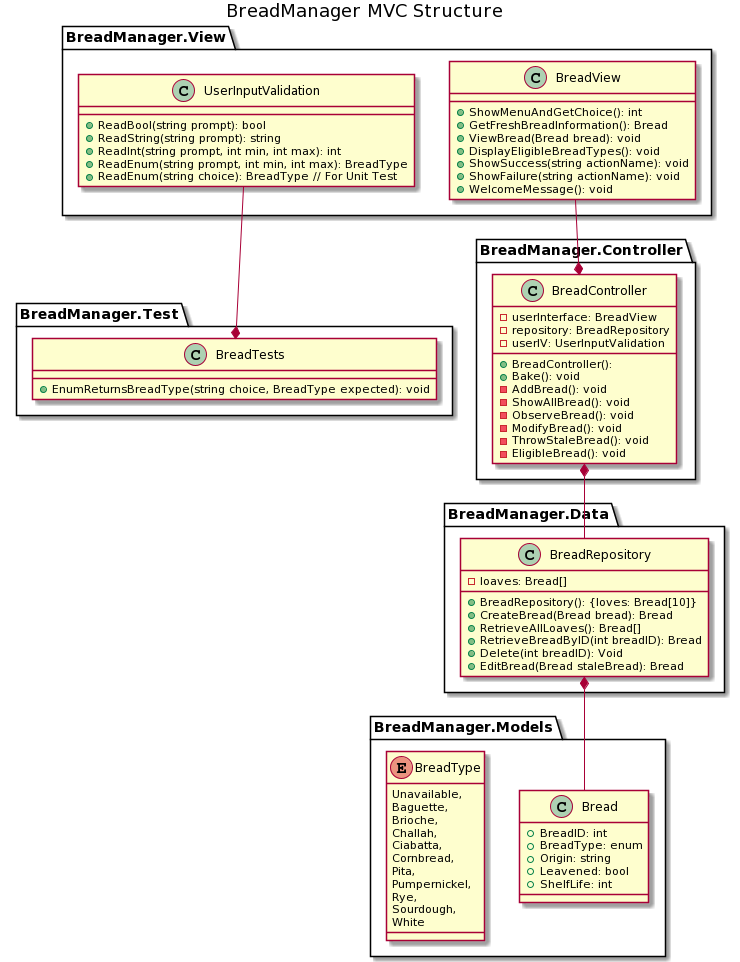 BreadManager MVC Structure
BreadManager.View
C UserInputValidation
ReadBool(string prompt): bool
ReadString(string prompt): string
ReadInt(string prompt, int min, int max): int
ReadEnum(string prompt, int min, int max): BreadType
ReadEnum(string choice): BreadType // For Unit Test
C BreadView
ShowMenuAndGetChoice(): int
GetFreshBreadInformation(): Bread
ViewBread(Bread bread): void
DisplayEligibleBreadTypes(): void
ShowSuccess(string actionName): void
ShowFailure(string actionName): void
WelcomeMessage(): void
BreadManager.Controller
C BreadController
userInterface: BreadView
repository: BreadRepository
userIV: UserInputValidation
BreadController():
Bake(): void
AddBread(): void
ShowAllBread(): void
ObserveBread(): void
ModifyBread(): void
ThrowStaleBread(): void
EligibleBread(): void
BreadManager.Test
C BreadTests
EnumReturnsBreadType(string choice, BreadType expected): void
BreadManager.Data
C BreadRepository
loaves: Bread[]
BreadRepository(): {loves: Bread[10]}
CreateBread(Bread bread): Bread
RetrieveAllLoaves(): Bread[]
RetrieveBreadByID(int breadID): Bread
Delete(int breadID): Void
EditBread(Bread staleBread): Bread
BreadManager.Models
E BreadType
Unavailable,
Baguette,
Brioche,
Challah,
Ciabatta,
Cornbread,
Pita,
Pumpernickel,
Rye,
Sourdough,
White
C Bread
BreadID: int
BreadType: enum
Origin: string
Leavened: bool
ShelfLife: int